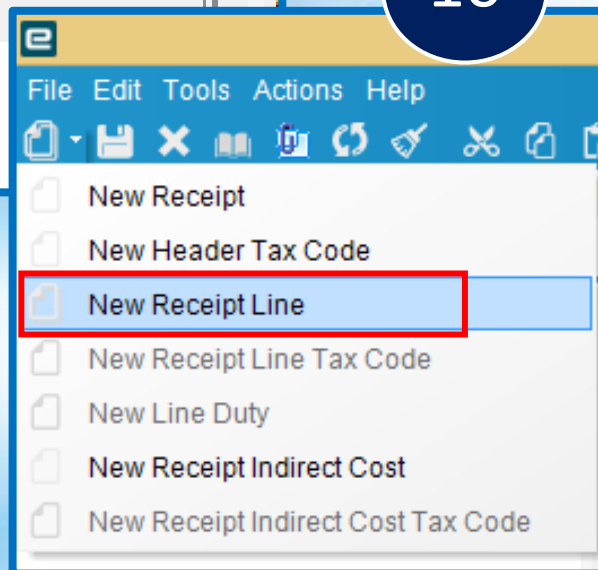 File Edit Tools Actions Help
New Receipt
New Header Tax Code
New Receipt Line
New Receipt Line Tax Code
New Line Duty
New Receipt Indirect Cost
New Receipt Indirect Cost Tax Code